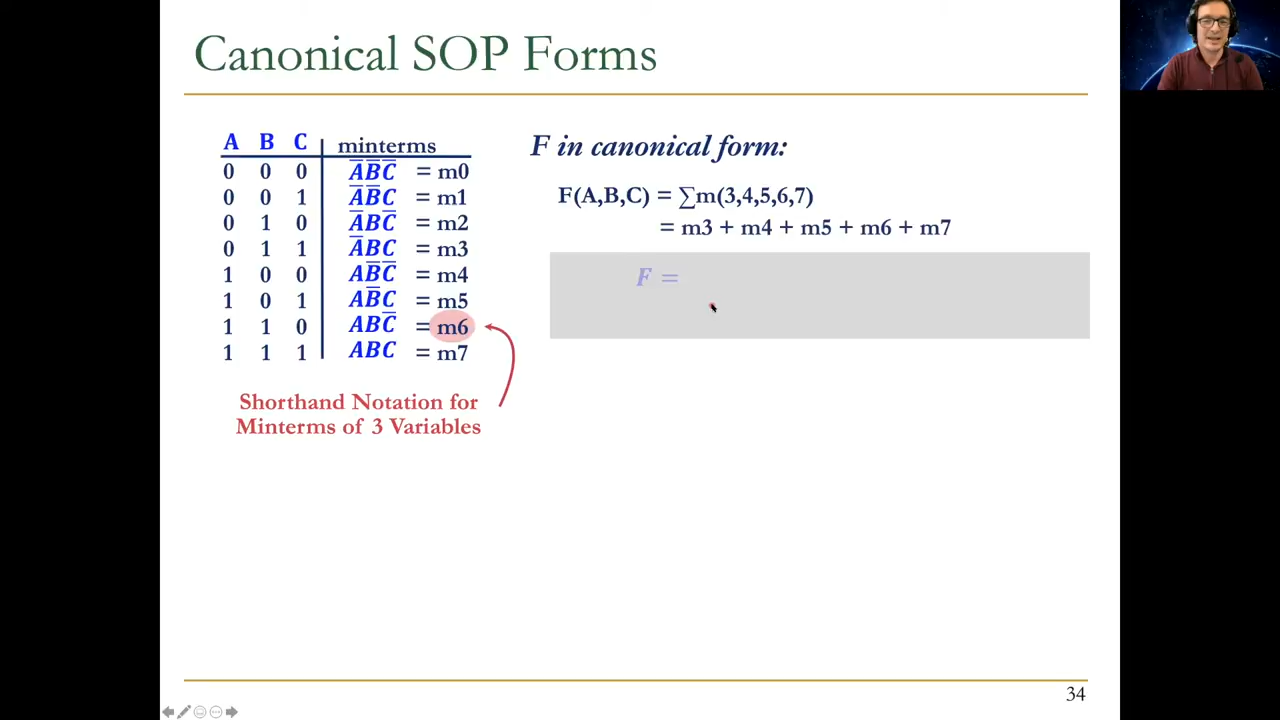 Canonical SOP Forms
A B C minterms
0 0 0 A̅B̅C̅ = m0
0 0 1 A̅B̅C = m1
0 1 0 A̅BC̅ = m2
0 1 1 A̅BC = m3
1 0 0 AB̅C̅ = m4
1 0 1 AB̅C = m5
1 1 0 ABC̅ = m6
1 1 1 ABC = m7
Shorthand Notation for
Minterms of 3 Variables
F in canonical form:
F(A,B,C) = ∑m(3,4,5,6,7)
= m3 + m4 + m5 + m6 + m7
F =
34